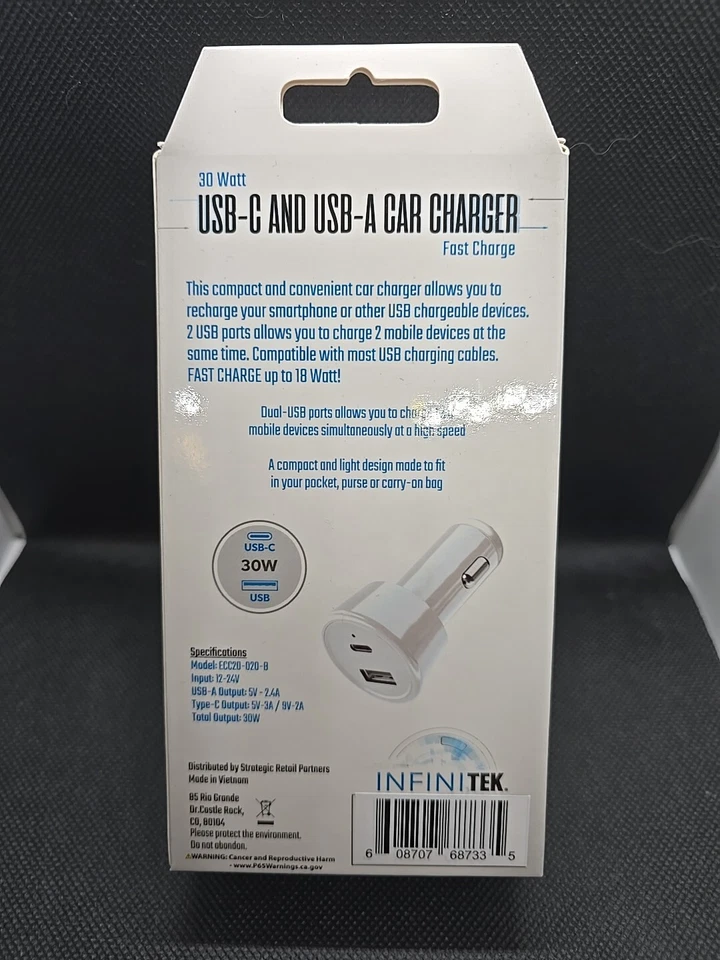 30 Watt
USB-C AND USB-A CAR CHARGER
Fast Charge
This compact and convenient car charger allows you to
recharge your smartphone or other USB chargeable devices.
2 USB ports allows you to charge 2 mobile devices at the
same time. Compatible with most USB charging cables.
FAST CHARGE up to 18 Watt!
Dual-USB ports allows you to
mobile devices simultaneously at a high speed
A compact and light design made to fit
in your pocket, purse or carry-on bag
USB-C
30W
USB
Specifications
Model: ECC20-020-B
Input: 12-24V
USB-A Output: 5V - 2.4A
Type-C Output: 5V-3A / 9V-2A
Total Output: 30W
Distributed by Strategic Retail Partners
Made in Vietnam
85 Rio Grande
Dr.Castle Rock,
CO, 80104
Please protect the environment.
Do not abandon.
⚠WARNING: Cancer and Reproductive Harm
- www.P65Warnings.ca.gov
INFINITEK.
6 08707 68733 5